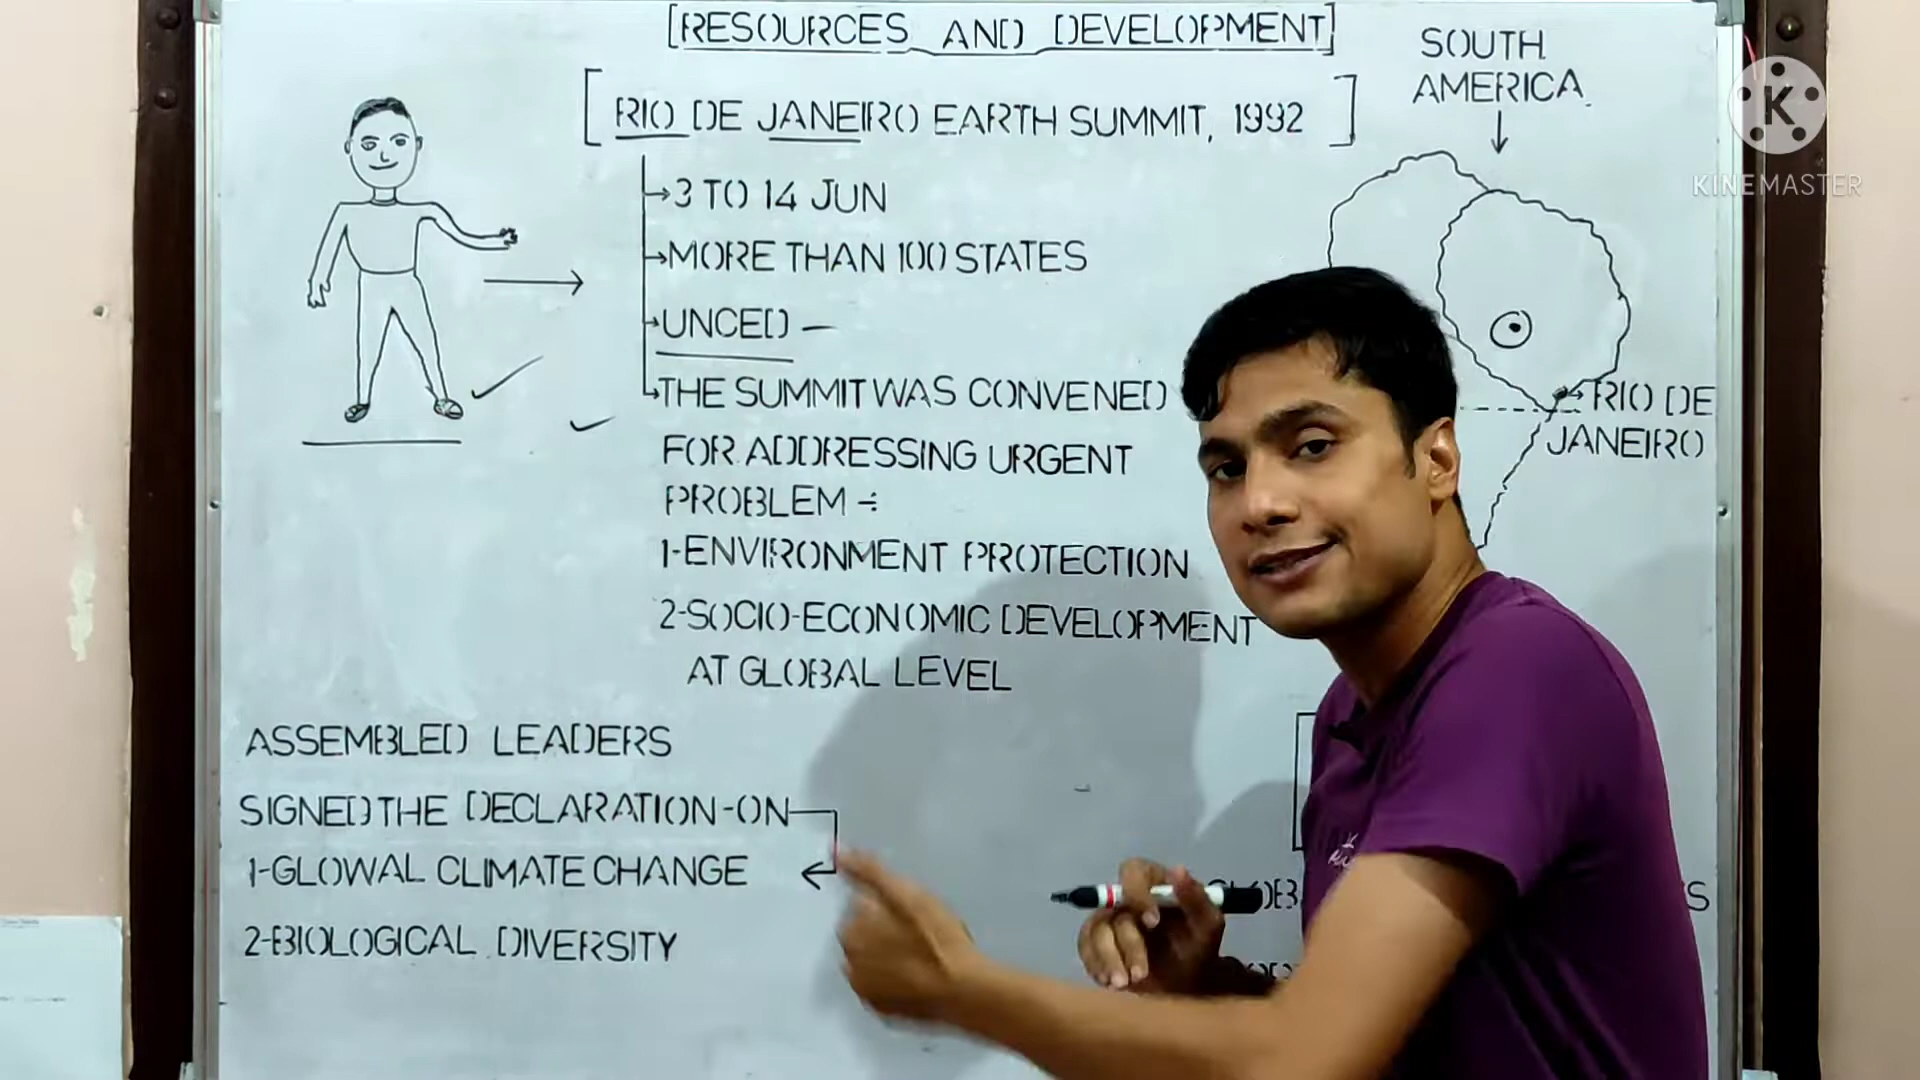 [RESOURCES AND DEVELOPMENT]
[RIO DE JANEIRO EARTH SUMMIT, 1992]
→3 TO 14 JUN
→MORE THAN 100 STATES
→UNCED —
→THE SUMMIT WAS CONVENED
FOR ADDRESSING URGENT
PROBLEM ÷
1-ENVIRONMENT PROTECTION
2-SOCIO-ECONOMIC DEVELOPMENT
AT GLOBAL LEVEL
ASSEMBLED LEADERS
SIGNED THE DECLARATION-ON
1-GLOWAL CLIMATE CHANGE
2-BIOLOGICAL DIVERSITY
SOUTH
AMERICA
RIO DE
JANEIRO
K
KINEMASTER